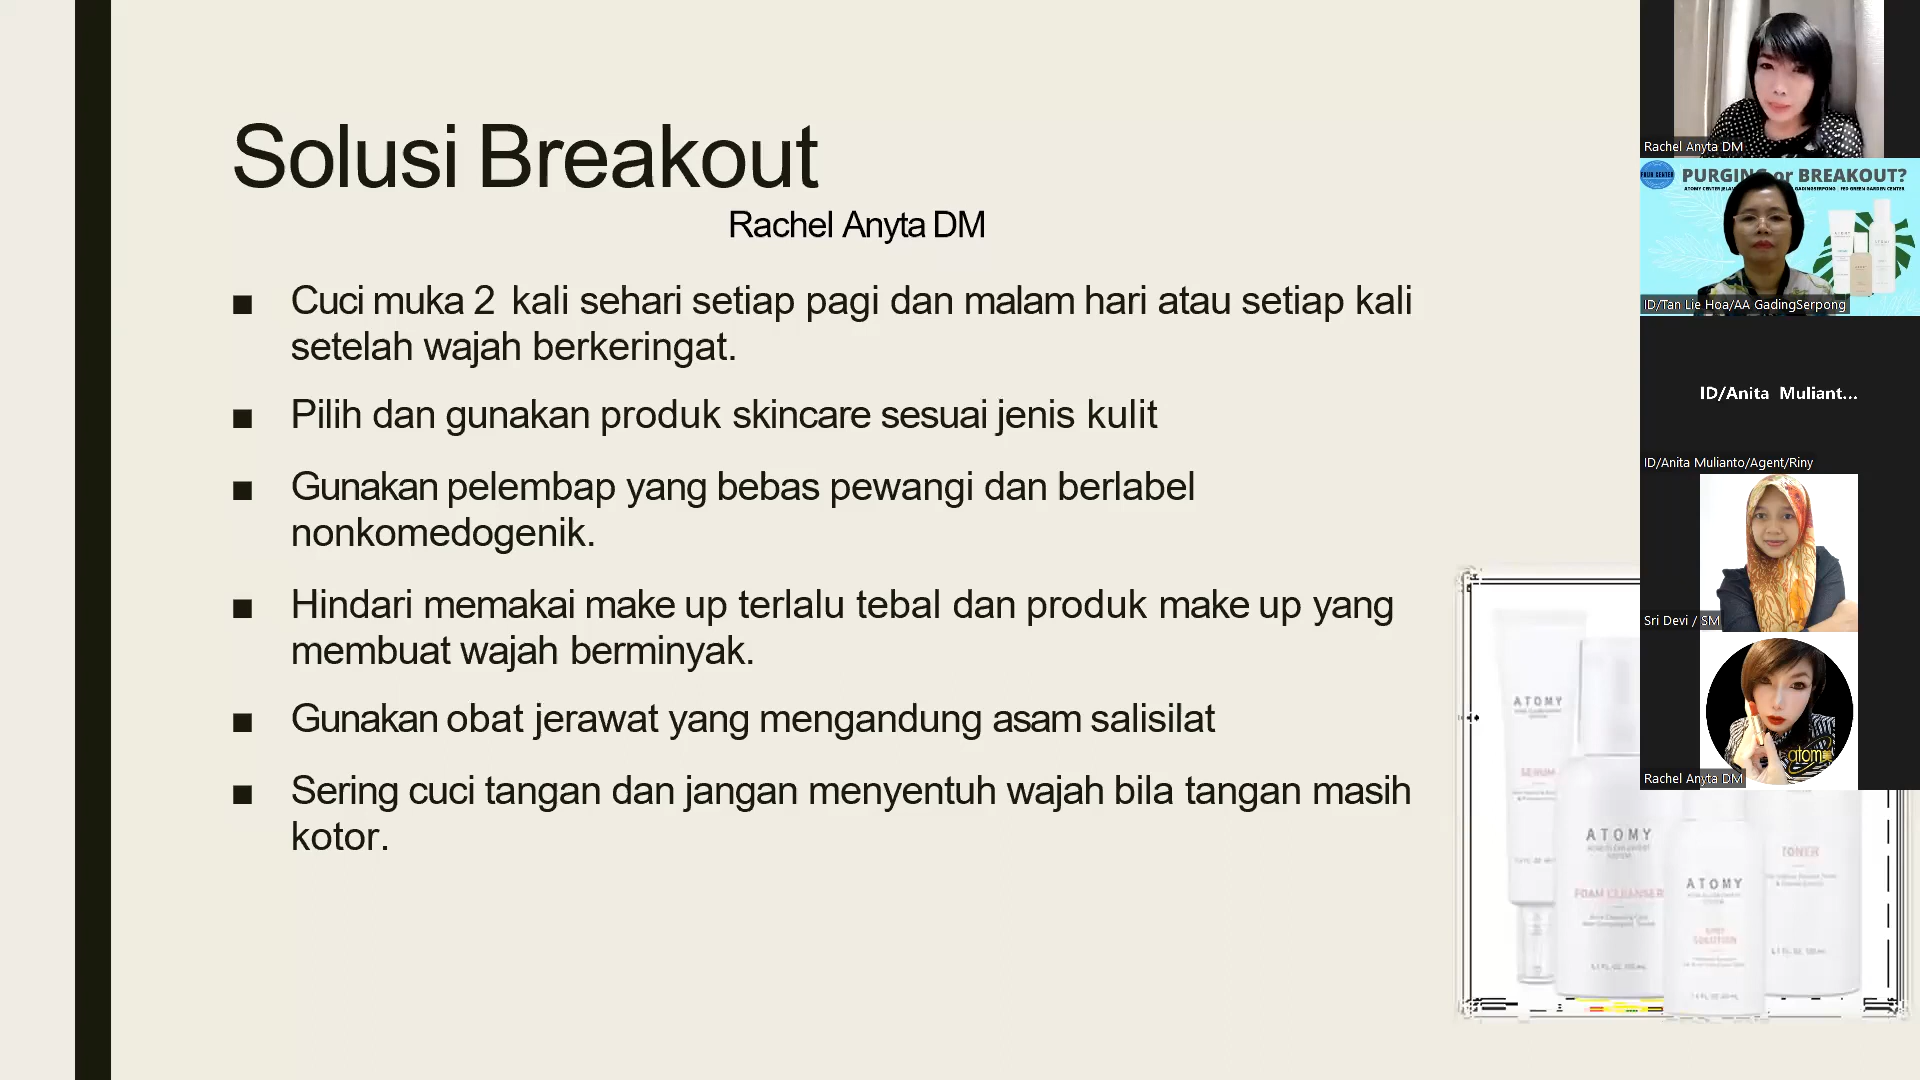 Solusi Breakout
Rachel Anyta DM
■ Cuci muka 2 kali sehari setiap pagi dan malam hari atau setiap kali
setelah wajah berkeringat.
■ Pilih dan gunakan produk skincare sesuai jenis kulit
■ Gunakan pelembap yang bebas pewangi dan berlabel
nonkomedogenik.
■ Hindari memakai make up terlalu tebal dan produk make up yang
membuat wajah berminyak.
■ Gunakan obat jerawat yang mengandung asam salisilat
■ Sering cuci tangan dan jangan menyentuh wajah bila tangan masih
kotor.
Rachel Anyta DM
PURGING or BREAKOUT?
ID/Tan Lie Hoa/AA GadingSerpong
ID/Anita Muliant...
ID/Anita Mulianto/Agent/Riny
Sri Devi / SM
Rachel Anyta DM
ATOMY
SERUM
ATOMY
FOAM CLEANSER
ATOMY
SPOT
SOLUTION
TONER